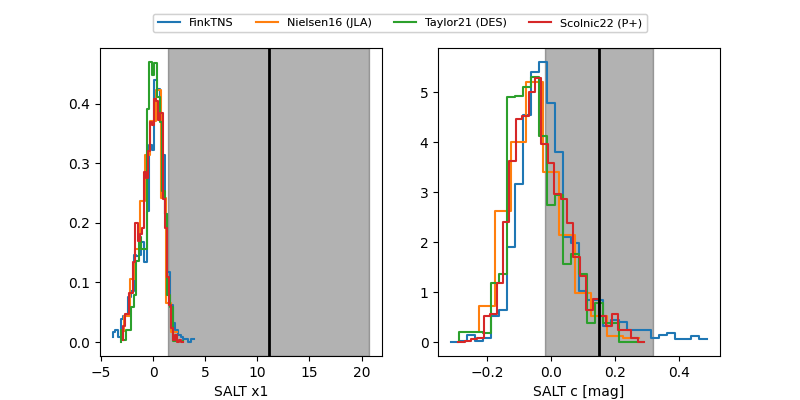 FinkTNS Nielsen16 (JLA) Taylor21 (DES) Scolnic22 (P+)
0.4
0.3
0.2
0.1
0.0
−5 0 5 10 15 20
SALT x1
5
4
3
2
1
0
−0.2 0.0 0.2 0.4
SALT c [mag]